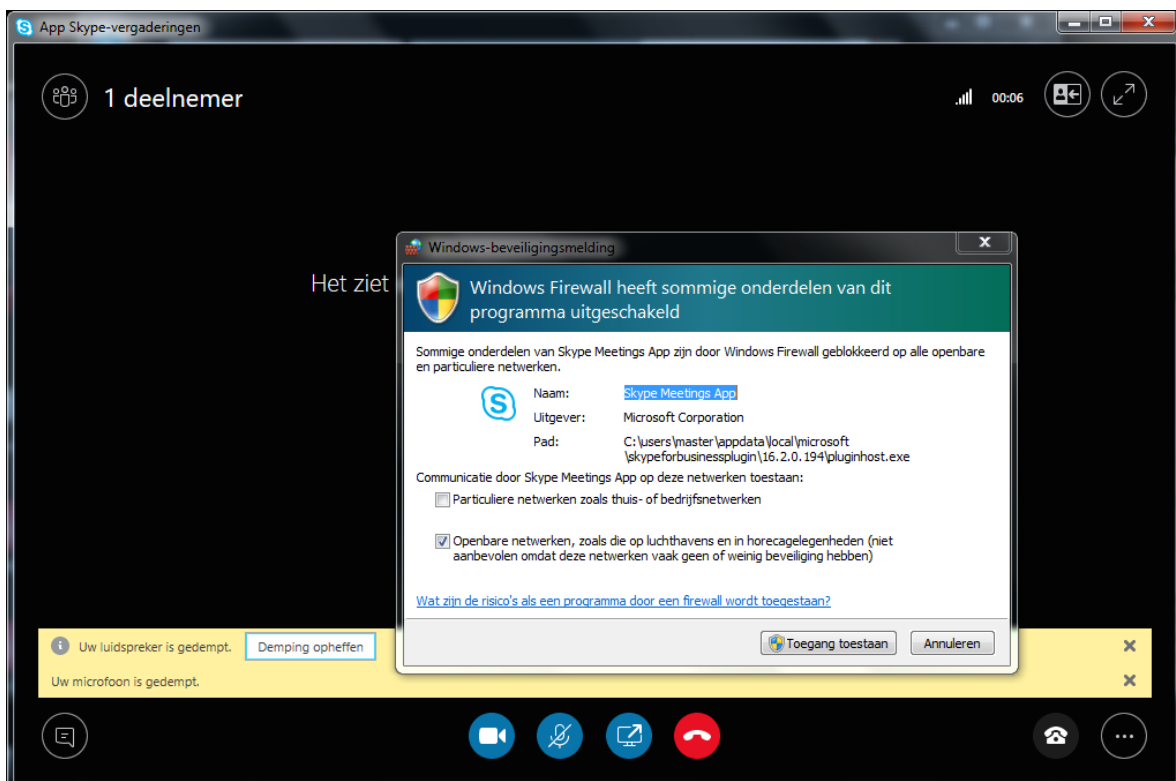 App Skype-vergaderingen
1 deelnemer
00:06
Het ziet
Windows-beveiligingsmelding
Windows Firewall heeft sommige onderdelen van dit
programma uitgeschakeld
Sommige onderdelen van Skype Meetings App zijn door Windows Firewall geblokkeerd op alle openbare
en particuliere netwerken.
Naam: Skype Meetings App
Uitgever: Microsoft Corporation
Pad: C:\users\master\appdata\local\microsoft
\skypeforbusinessplugin\16.2.0.194\pluginhost.exe
Communicatie door Skype Meetings App op deze netwerken toestaan:
Particuliere netwerken zoals thuis- of bedrijfsnetwerken
Openbare netwerken, zoals die op luchthavens en in horecagelegenheden (niet
aanbevolen omdat deze netwerken vaak geen of weinig beveiliging hebben)
Wat zijn de risico's als een programma door een firewall wordt toegestaan?
Toegang toestaan Annuleren
Uw luidspreker is gedempt. Demping opheffen
Uw microfoon is gedempt.